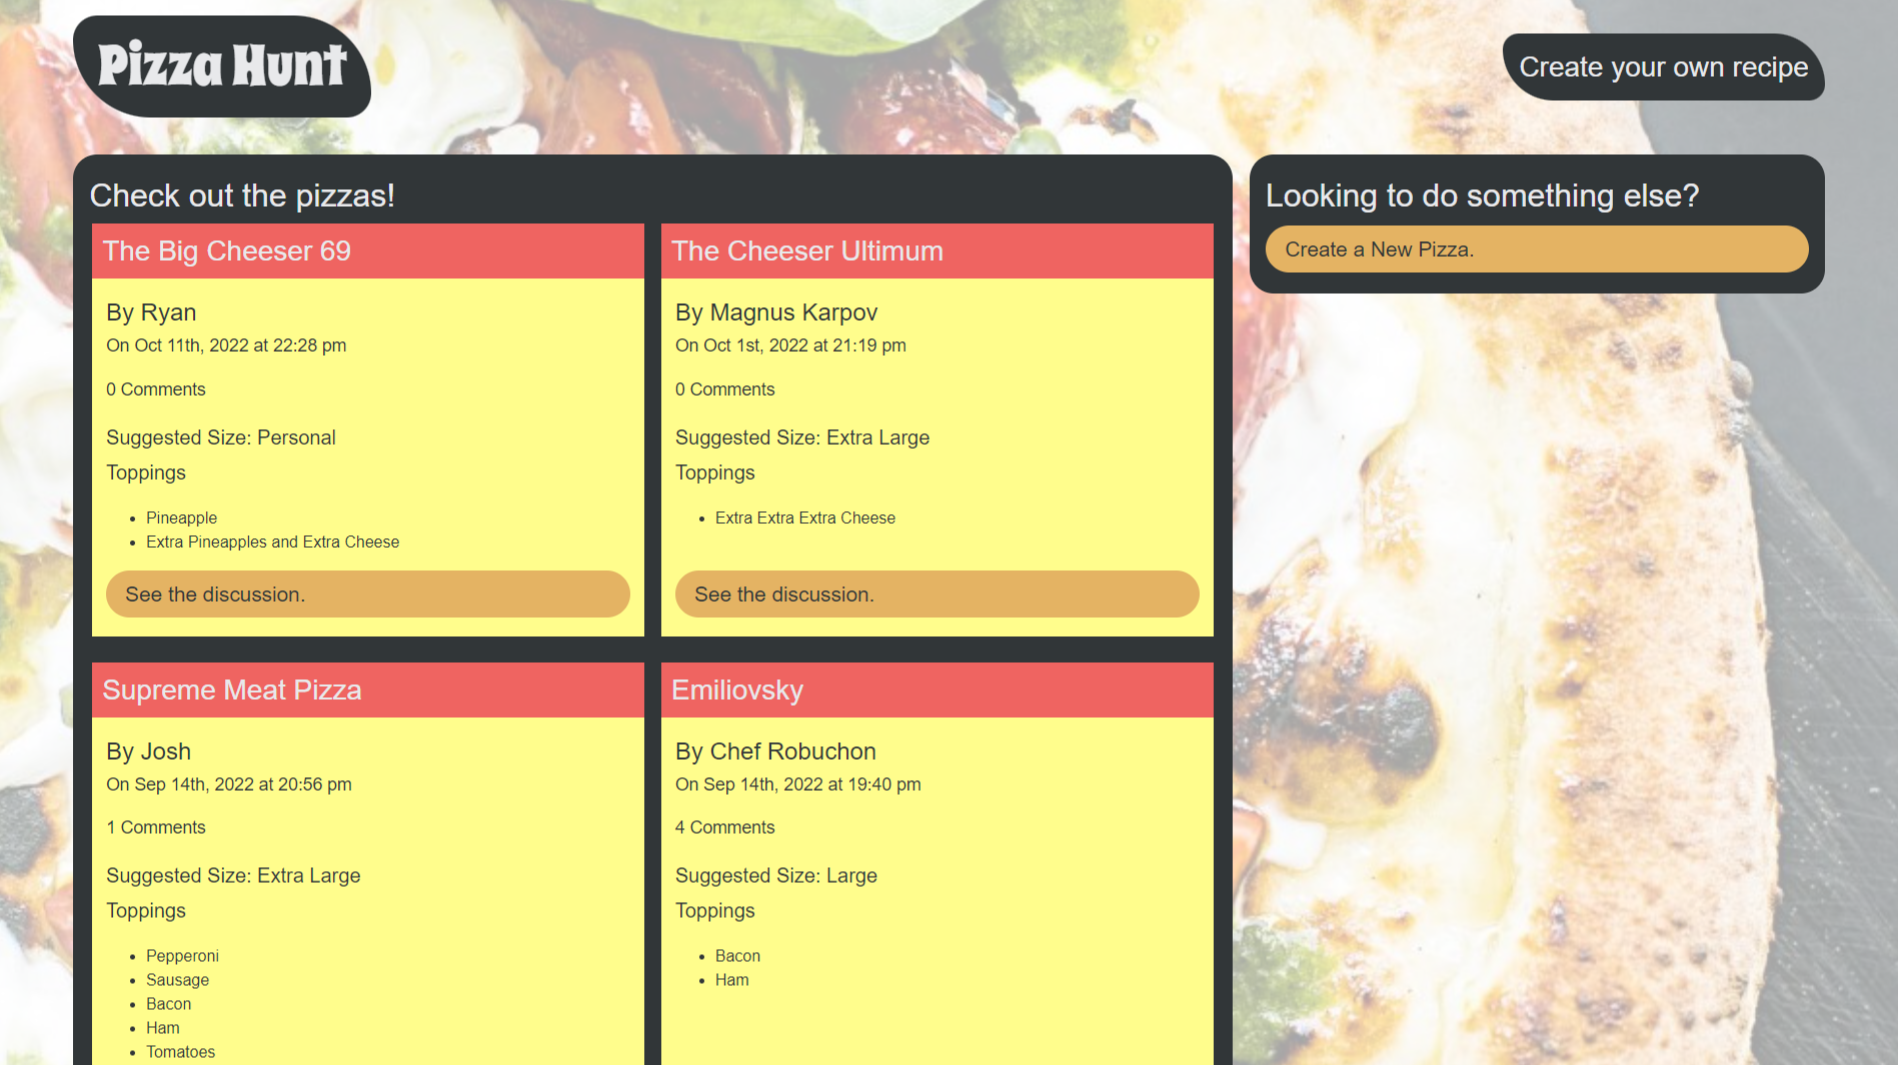 Pizza Hunt
Create your own recipe
Check out the pizzas!
The Big Cheeser 69
By Ryan
On Oct 11th, 2022 at 22:28 pm
0 Comments
Suggested Size: Personal
Toppings
Pineapple
Extra Pineapples and Extra Cheese
See the discussion.
The Cheeser Ultimum
By Magnus Karpov
On Oct 1st, 2022 at 21:19 pm
0 Comments
Suggested Size: Extra Large
Toppings
Extra Extra Extra Cheese
See the discussion.
Supreme Meat Pizza
By Josh
On Sep 14th, 2022 at 20:56 pm
1 Comments
Suggested Size: Extra Large
Toppings
Pepperoni
Sausage
Bacon
Ham
Tomatoes
Emiliovsky
By Chef Robuchon
On Sep 14th, 2022 at 19:40 pm
4 Comments
Suggested Size: Large
Toppings
Bacon
Ham
Looking to do something else?
Create a New Pizza.